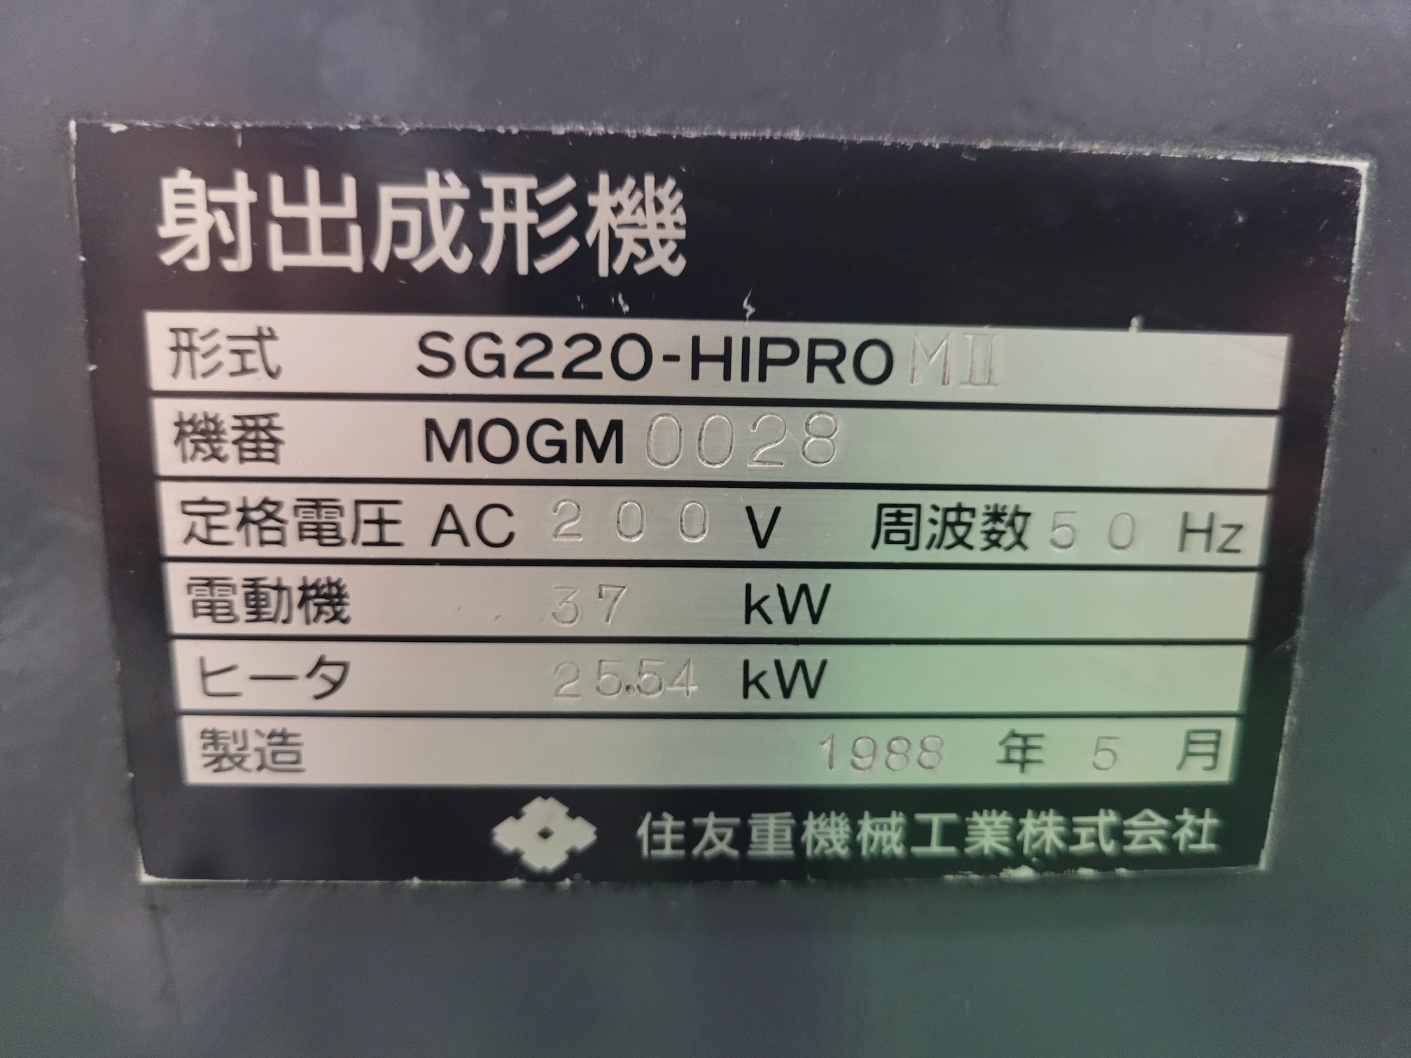 射出成形機
形式 SG220-HIPRO MII
機番 MOGM 0028
定格電圧 AC 200 V 周波数 50 Hz
電動機 37 kW
ヒータ 25.54 kW
製造 1988 年 5 月
住友重機械工業株式会社